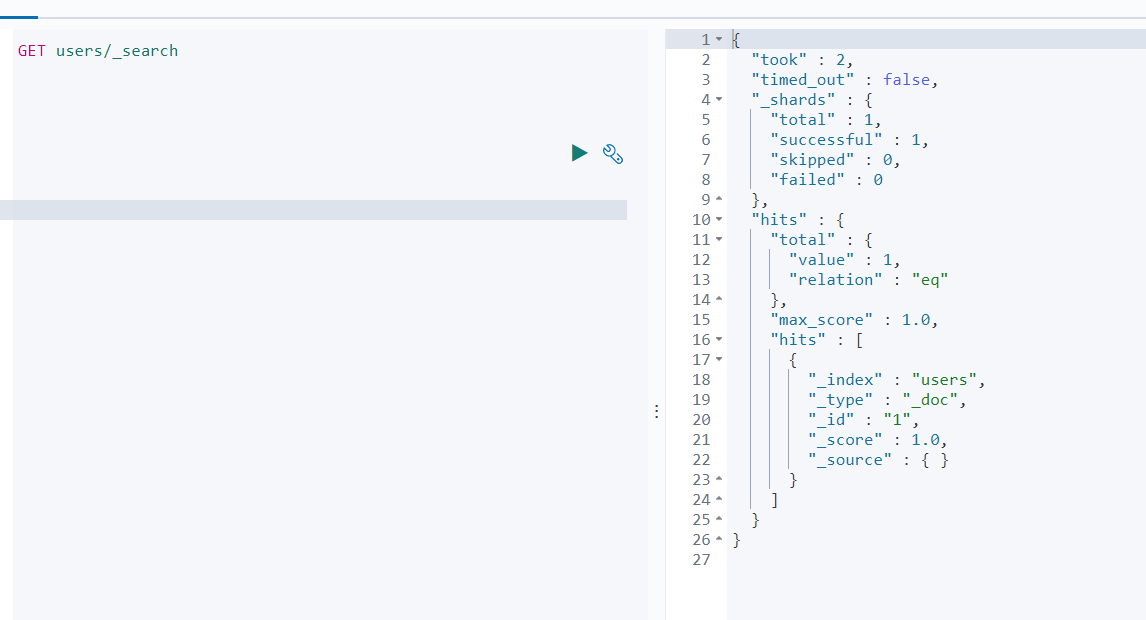 GET users/_search
1 {
2 "took" : 2,
3 "timed_out" : false,
4 "_shards" : {
5 "total" : 1,
6 "successful" : 1,
7 "skipped" : 0,
8 "failed" : 0
9 },
10 "hits" : {
11 "total" : {
12 "value" : 1,
13 "relation" : "eq"
14 },
15 "max_score" : 1.0,
16 "hits" : [
17 {
18 "_index" : "users",
19 "_type" : "_doc",
20 "_id" : "1",
21 "_score" : 1.0,
22 "_source" : { }
23 }
24 ]
25 }
26 }
27